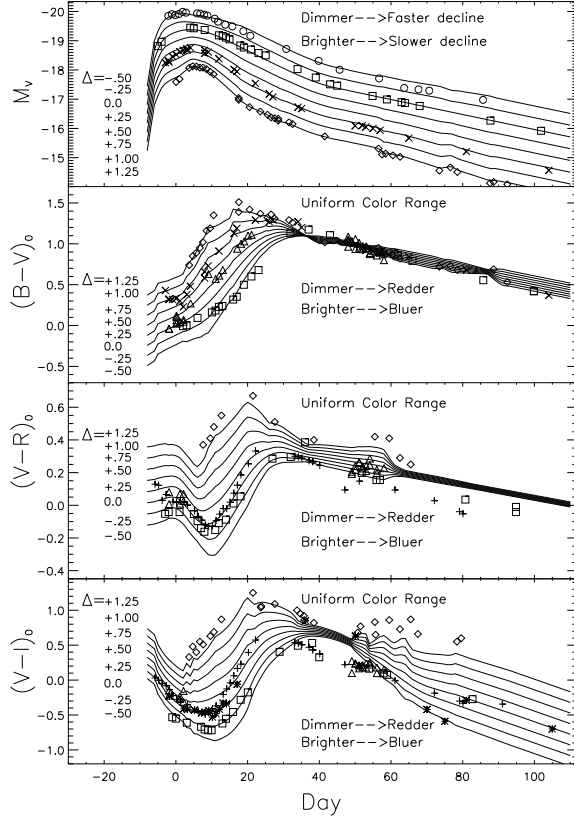 −20
Dimmer-->Faster decline
−19
Brighter-->Slower decline
−18
Δ=−.50
−.25
0.0
+.25
+.50
+.75
+1.00
+1.25
−17
−16
−15
Mv
1.5
Uniform Color Range
1.0
0.5
0.0
−0.5
(B−V)₀
Δ=+1.25
+1.00
+.75
+.50
+.25
0.0
−.25
−.50
Dimmer-->Redder
Brighter-->Bluer
0.6
Uniform Color Range
0.4
0.2
0.0
−0.2
−0.4
(V−R)₀
Δ=+1.25
+1.00
+.75
+.50
+.25
0.0
−.25
−.50
Dimmer-->Redder
Brighter-->Bluer
1.0
Uniform Color Range
0.5
0.0
−0.5
−1.0
(V−I)₀
Δ=+1.25
+1.00
+.75
+.50
+.25
0.0
−.25
−.50
Dimmer-->Redder
Brighter-->Bluer
−20 0 20 40 60 80 100
Day